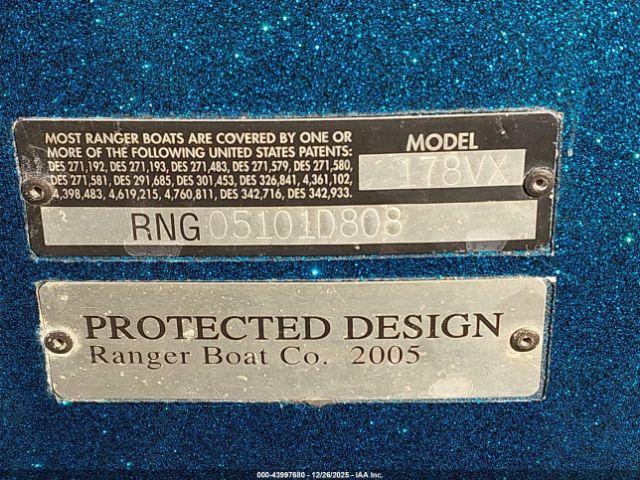 MOST RANGER BOATS ARE COVERED BY ONE OR
MORE OF THE FOLLOWING UNITED STATES PATENTS:
DES 271,192, DES 271,193, DES 271,483, DES 271,579, DES 271,580,
DES 271,581, DES 291,685, DES 301,453, DES 326,841, 4,361,102
4,398,483, 4,619,215, 4,760,811, DES 342,716, DES 342,933.
MODEL
178VX
RNG05101D808
PROTECTED DESIGN
Ranger Boat Co. 2005
000-43997680 | 12/26/2025 - IAA Inc.